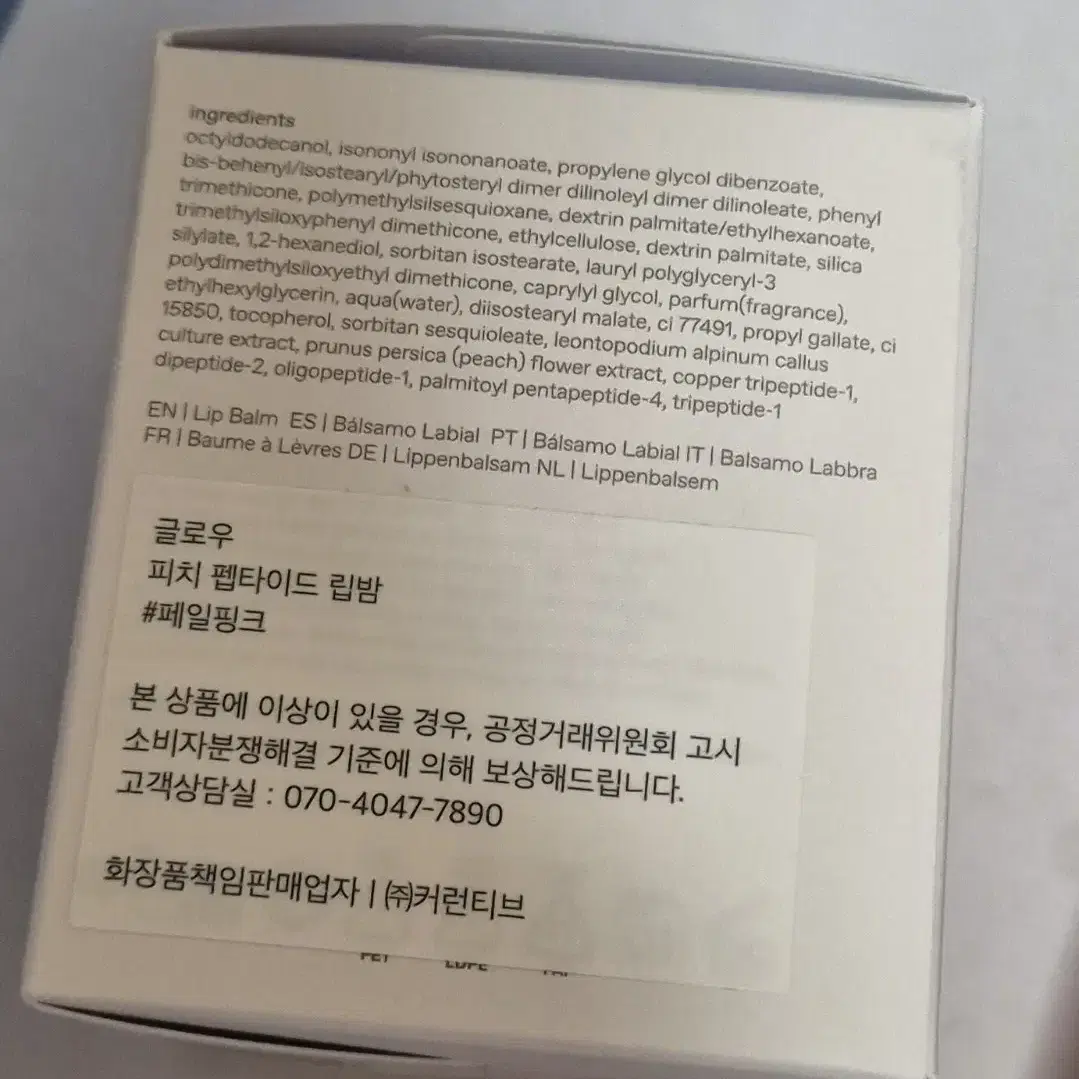 ingredients
octyldodecanol, isononyl isononanoate, propylene glycol dibenzoate,
bis-behenyl/isostearyl/phytosteryl dimer dilinoleyl dimer dilinoleate, phenyl
trimethicone, polymethylsilsesquioxane, dextrin palmitate/ethylhexanoate,
trimethylsiloxyphenyl dimethicone, ethylcellulose, dextrin palmitate, silica
silylate, 1,2-hexanediol, sorbitan isostearate, lauryl polyglyceryl-3
polydimethylsiloxyethyl dimethicone, caprylyl glycol, parfum(fragrance),
ethylhexylglycerin, aqua(water), diisostearyl malate, ci 77491, propyl gallate, ci
15850, tocopherol, sorbitan sesquioleate, leontopodium alpinum callus
culture extract, prunus persica (peach) flower extract, copper tripeptide-1,
dipeptide-2, oligopeptide-1, palmitoyl pentapeptide-4, tripeptide-1
EN | Lip Balm ES | Bálsamo Labial PT | Bálsamo Labial IT | Balsamo Labbra
FR | Baume à Lèvres DE | Lippenbalsam NL | Lippenbalsem
글로우
피치 펩타이드 립밤
#페일핑크
본 상품에 이상이 있을 경우, 공정거래위원회 고시
소비자분쟁해결 기준에 의해 보상해드립니다.
고객상담실 : 070-4047-7890
화장품책임판매업자 | ㈜커런티브
PET LDPE